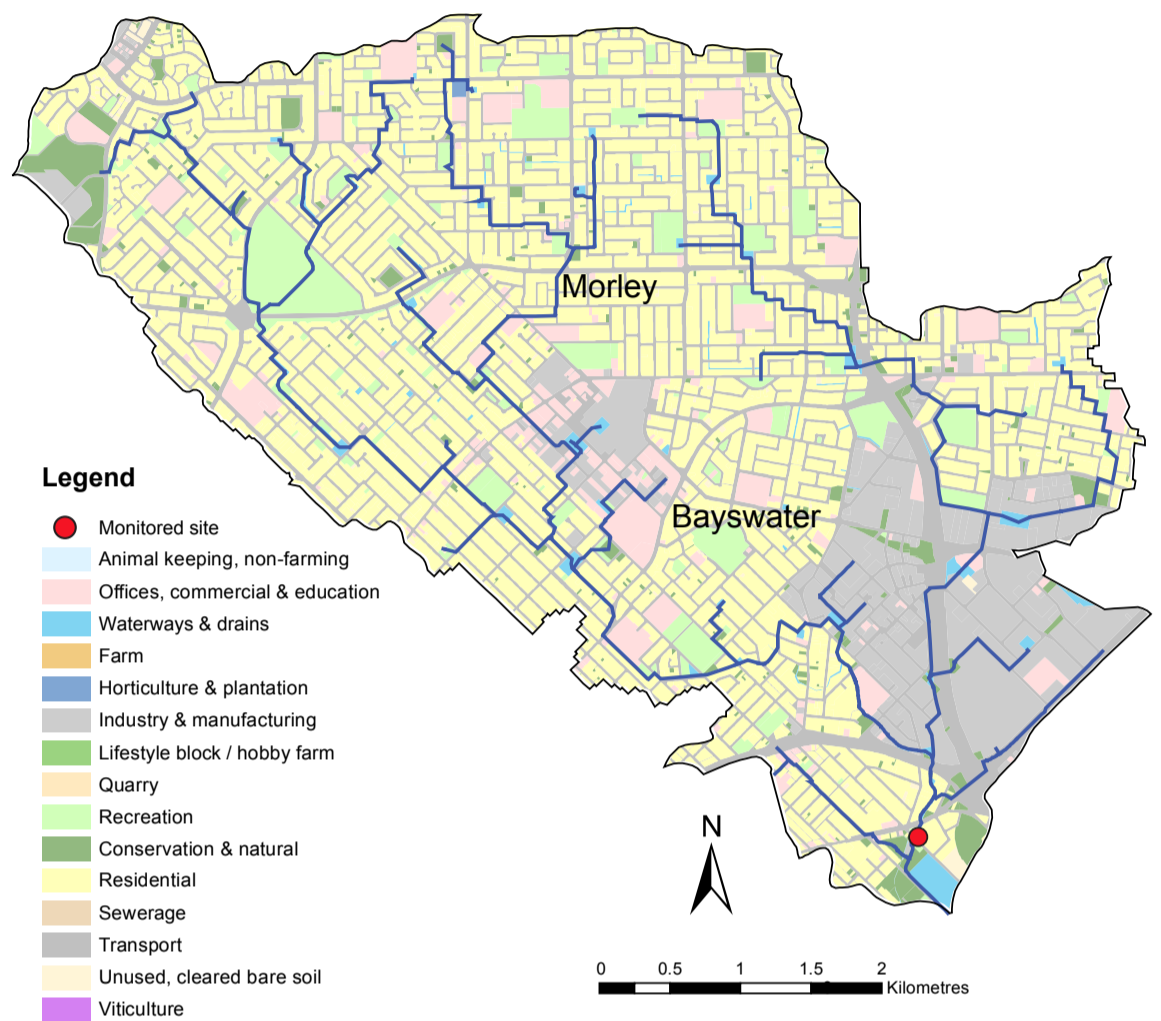 Morley
Bayswater
Legend
Monitored site
Animal keeping, non-farming
Offices, commercial & education
Waterways & drains
Farm
Horticulture & plantation
Industry & manufacturing
Lifestyle block / hobby farm
Quarry
Recreation
Conservation & natural
Residential
Sewerage
Transport
Unused, cleared bare soil
Viticulture
N
0 0.5 1 1.5 2
Kilometres